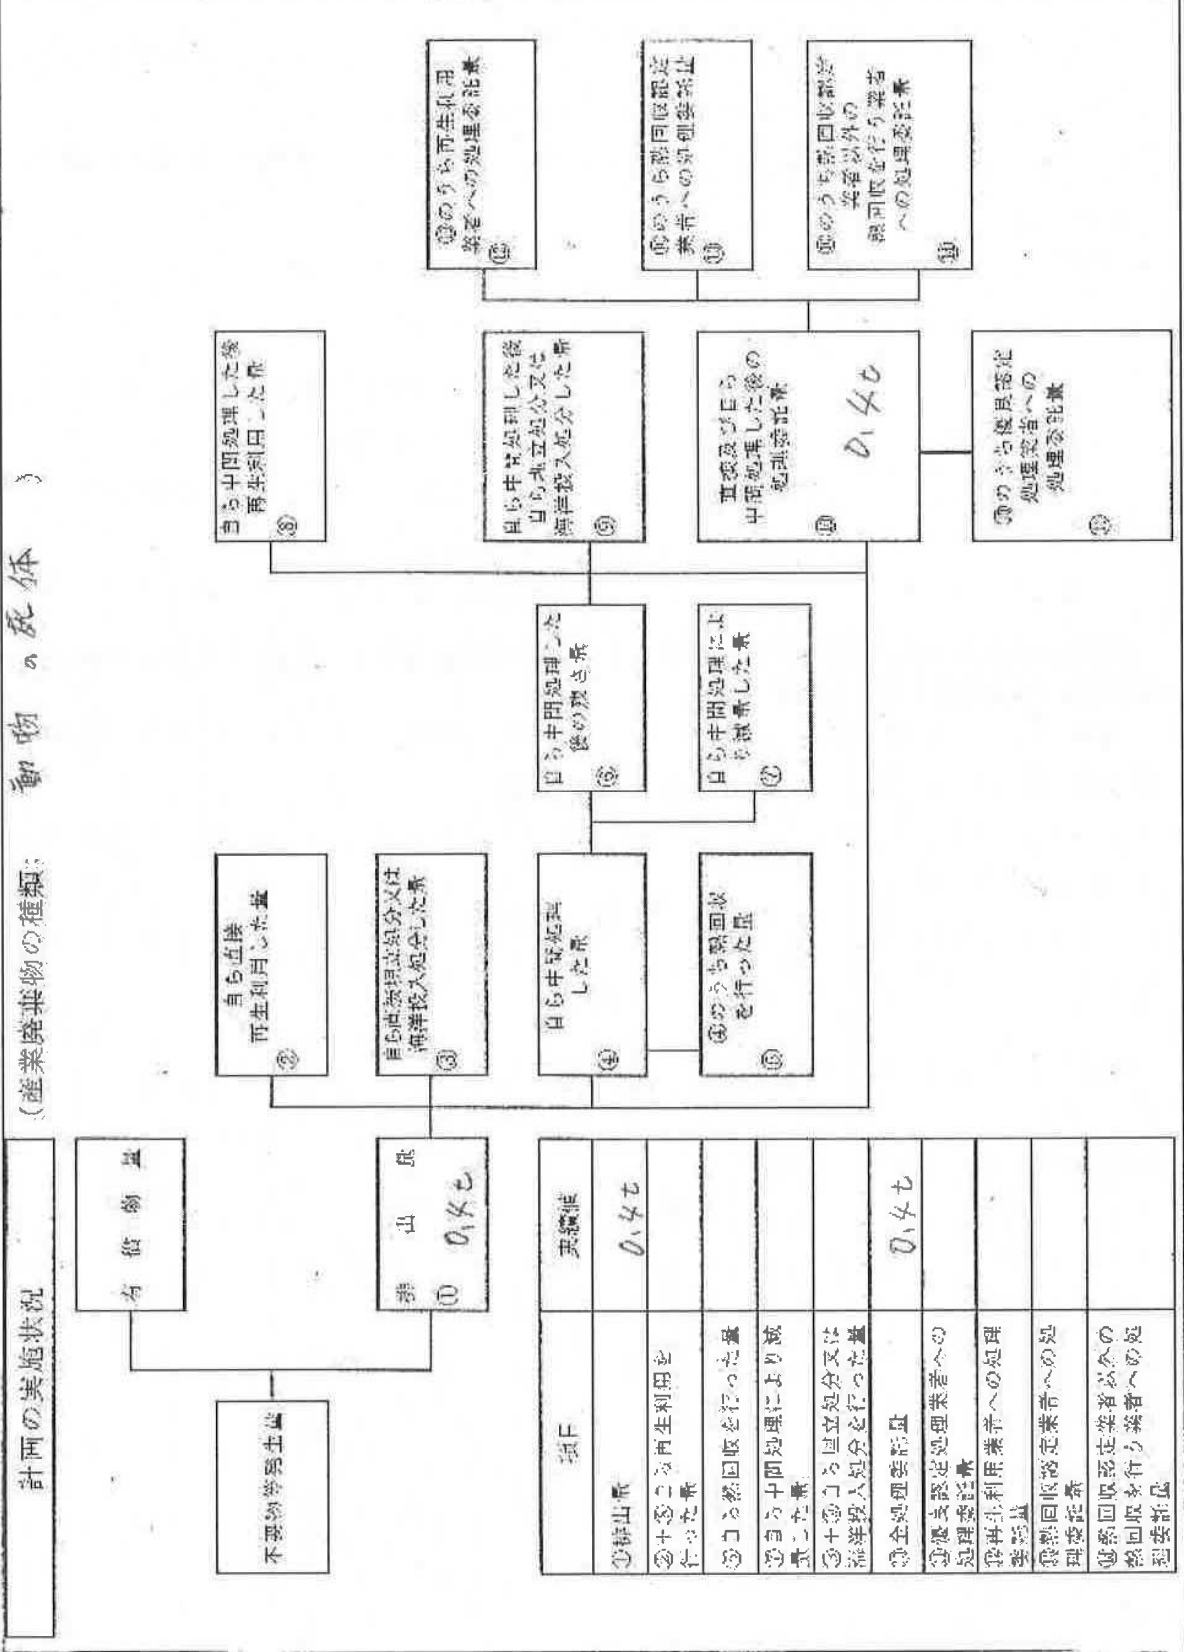 計画の実施状況
(産業廃棄物の種類:
動物の死体
有償物量
不要物等発生量
排出量
①
0.4t
自ら直接
再生利用した量
②
自ら直接埋立処分又は
海洋投入処分した量
③
自ら中間処理
した量
④
④のうち熱回収
を行った量
⑤
自ら中間処理した
後の残さ量
⑥
自ら中間処理によ
り減量した量
⑦
自ら中間処理した後
再生利用した量
⑧
自ら中間処理した後
自ら埋立処分又は
海洋投入処分した量
⑨
直接及び自ら
中間処理した後の
処理委託量
⑩
0.4t
⑩のうち優良認定
処理業者への
処理委託量
⑪
⑩のうち再生利用
業者への処理委託量
⑫
⑩のうち熱回収認定
業者への処理委託量
⑬
⑩のうち熱回収認定
業者以外の
熱回収を行う業者
への処理委託量
⑭
項目
実績値
①排出量
0.4t
②+⑧自ら再生利用を
行った量
⑤自ら熱回収を行った量
⑦自ら中間処理により減
量した量
③+⑨自ら埋立処分又は
海洋投入処分を行った量
⑩全処理委託量
0.4t
⑪優良認定処理業者への
処理委託量
⑫再生利用業者への処理
委託量
⑬熱回収認定業者への処
理委託量
⑭熱回収認定業者以外の
熱回収を行う業者への処
理委託量